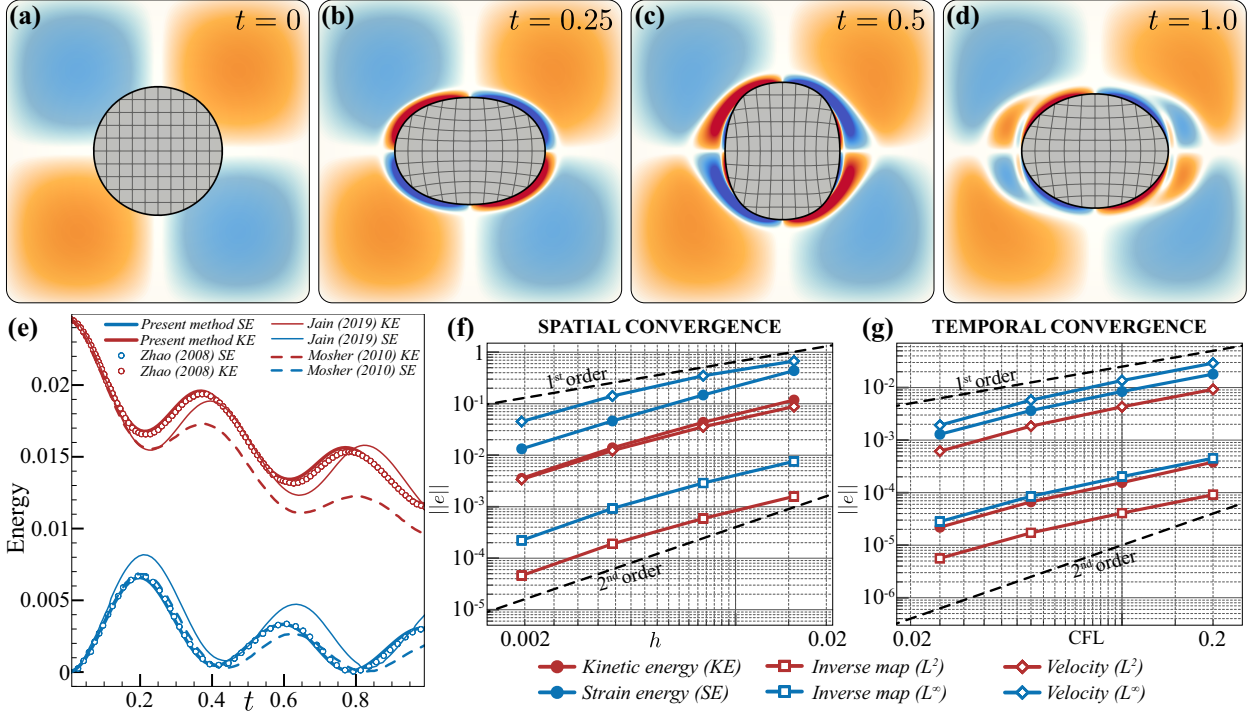 (a)
t = 0
(b)
t = 0.25
(c)
t = 0.5
(d)
t = 1.0
(e)
Present method SE
Present method KE
Zhao (2008) SE
Zhao (2008) KE
Jain (2019) KE
Jain (2019) SE
Mosher (2010) KE
Mosher (2010) SE
Energy
0.02
0.015
0.01
0.005
0
0.2
0.4
0.6
0.8
t
(f)
SPATIAL CONVERGENCE
1st order
2nd order
||e||
1
10-1
10-2
10-3
10-4
10-5
0.002
h
0.02
(g)
TEMPORAL CONVERGENCE
1st order
2nd order
||e||
10-2
10-3
10-4
10-5
10-6
0.02
CFL
0.2
Kinetic energy (KE)
Inverse map (L2)
Velocity (L2)
Strain energy (SE)
Inverse map (L∞)
Velocity (L∞)